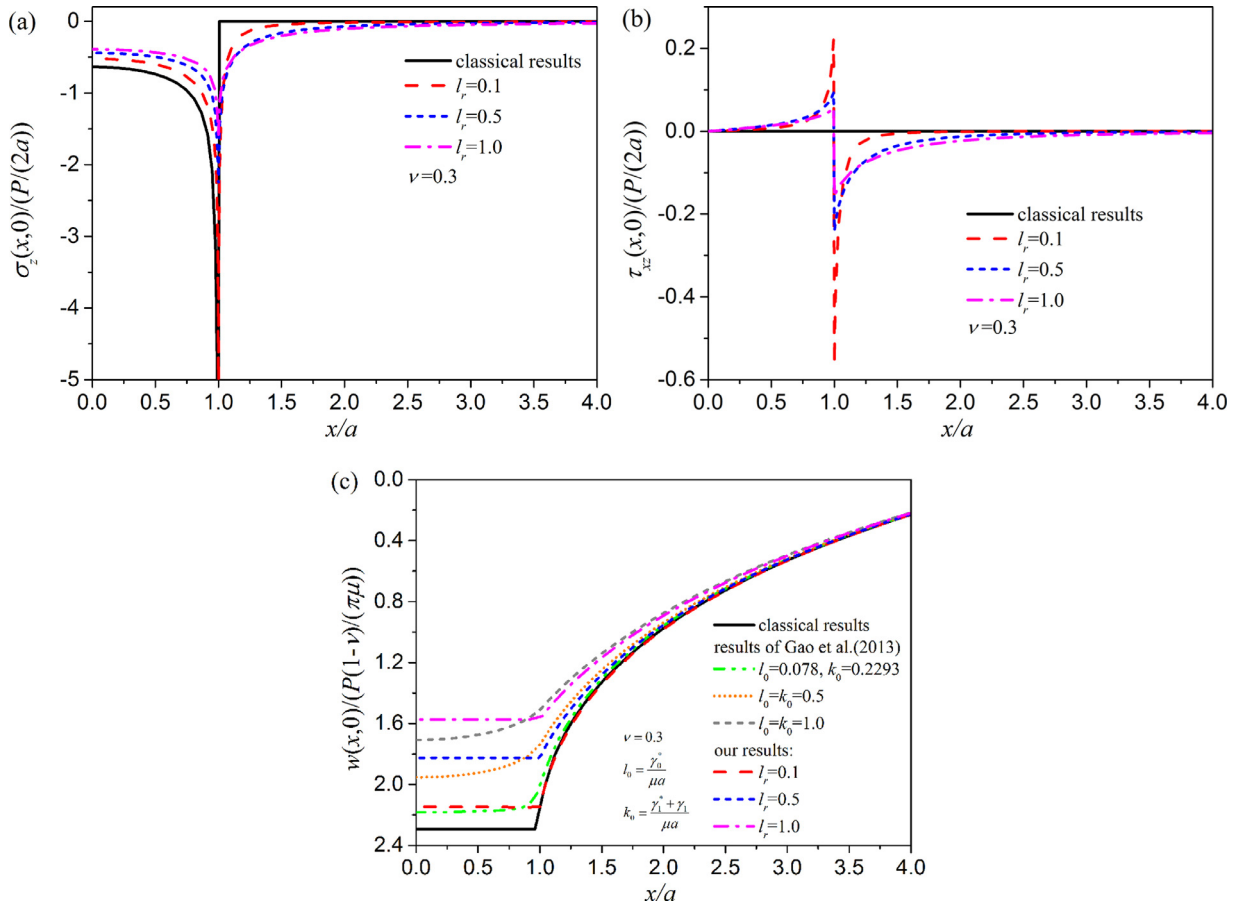 (a)
0
-1
-2
-3
-4
-5
σz(x,0)/(P/(2a))
classical results
lr=0.1
lr=0.5
lr=1.0
ν=0.3
0.0 0.5 1.0 1.5 2.0 2.5 3.0 3.5 4.0
x/a
(b)
0.2
0.0
-0.2
-0.4
-0.6
τxz(x,0)/(P/(2a))
classical results
lr=0.1
lr=0.5
lr=1.0
ν=0.3
0.0 0.5 1.0 1.5 2.0 2.5 3.0 3.5 4.0
x/a
(c)
0.0
0.4
0.8
1.2
1.6
2.0
2.4
w(x,0)/(P(1-ν)/(πμ))
classical results
results of Gao et al.(2013)
l0=0.078, k0=0.2293
l0=k0=0.5
l0=k0=1.0
our results:
lr=0.1
lr=0.5
lr=1.0
ν=0.3
l0=γ0*/μa
k0=(γ1*+γ1)/μa
0.0 0.5 1.0 1.5 2.0 2.5 3.0 3.5 4.0
x/a